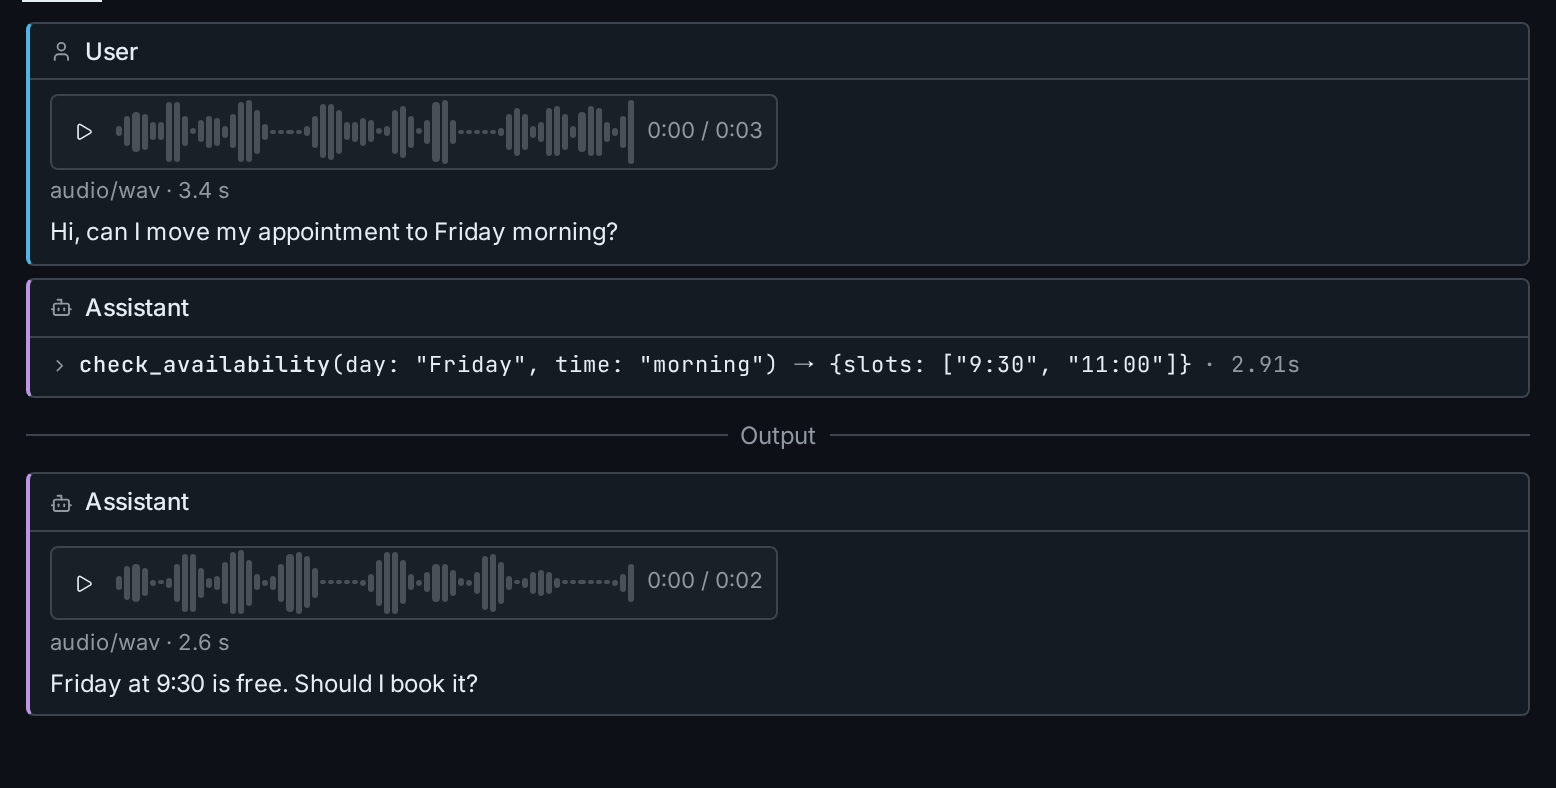 User
0:00 / 0:03
audio/wav · 3.4 s
Hi, can I move my appointment to Friday morning?
Assistant
check_availability(day: "Friday", time: "morning") → {slots: ["9:30", "11:00"]} · 2.91s
Output
Assistant
0:00 / 0:02
audio/wav · 2.6 s
Friday at 9:30 is free. Should I book it?